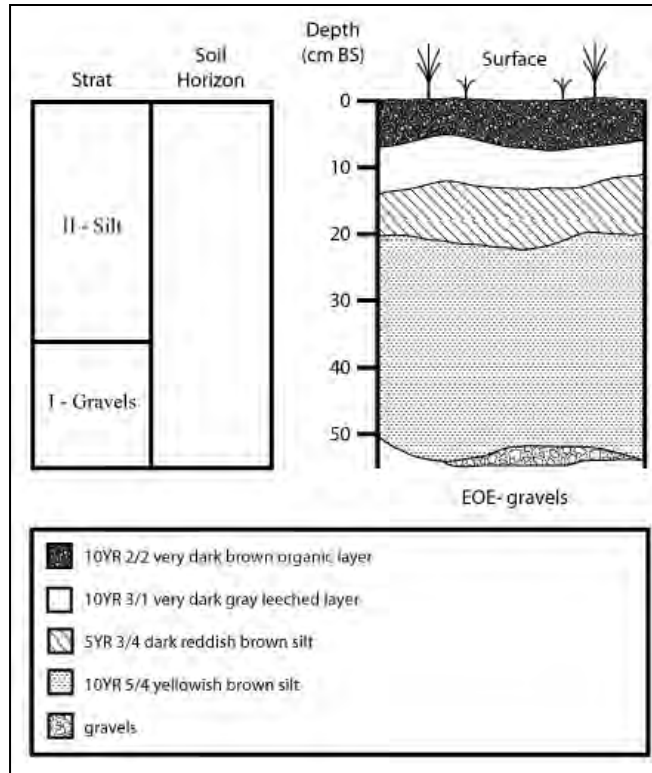 Strat
Soil
Horizon
Depth
(cm BS)
Surface
II - Silt
I - Gravels
0
10
20
30
40
50
EOE- gravels
10YR 2/2 very dark brown organic layer
10YR 3/1 very dark gray leeched layer
5YR 3/4 dark reddish brown silt
10YR 5/4 yellowish brown silt
gravels